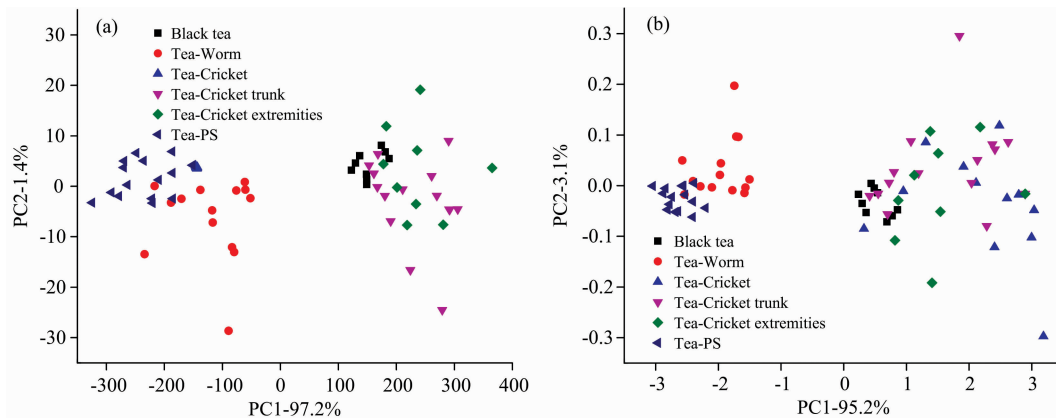 (a)
Black tea
Tea-Worm
Tea-Cricket
Tea-Cricket trunk
Tea-Cricket extremities
Tea-PS
30
20
10
0
-10
-20
-30
PC2-1.4%
-300
-200
-100
0
100
200
300
400
PC1-97.2%
(b)
0.3
0.2
0.1
0.0
-0.1
-0.2
-0.3
PC2-3.1%
Black tea
Tea-Worm
Tea-Cricket
Tea-Cricket trunk
Tea-Cricket extremities
Tea-PS
-3
-2
-1
0
1
2
3
PC1-95.2%